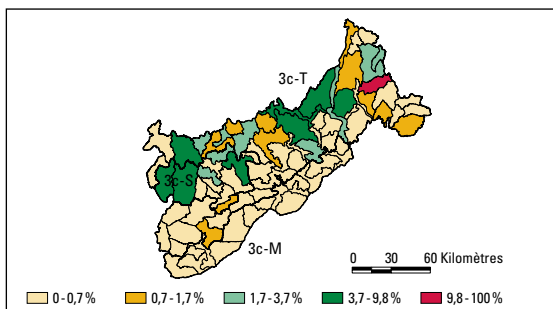 3c-T
3c-S
3c-M
0 30 60 Kilomètres
0 - 0,7 % 0,7 - 1,7 % 1,7 - 3,7 % 3,7 - 9,8 % 9,8 - 100 %